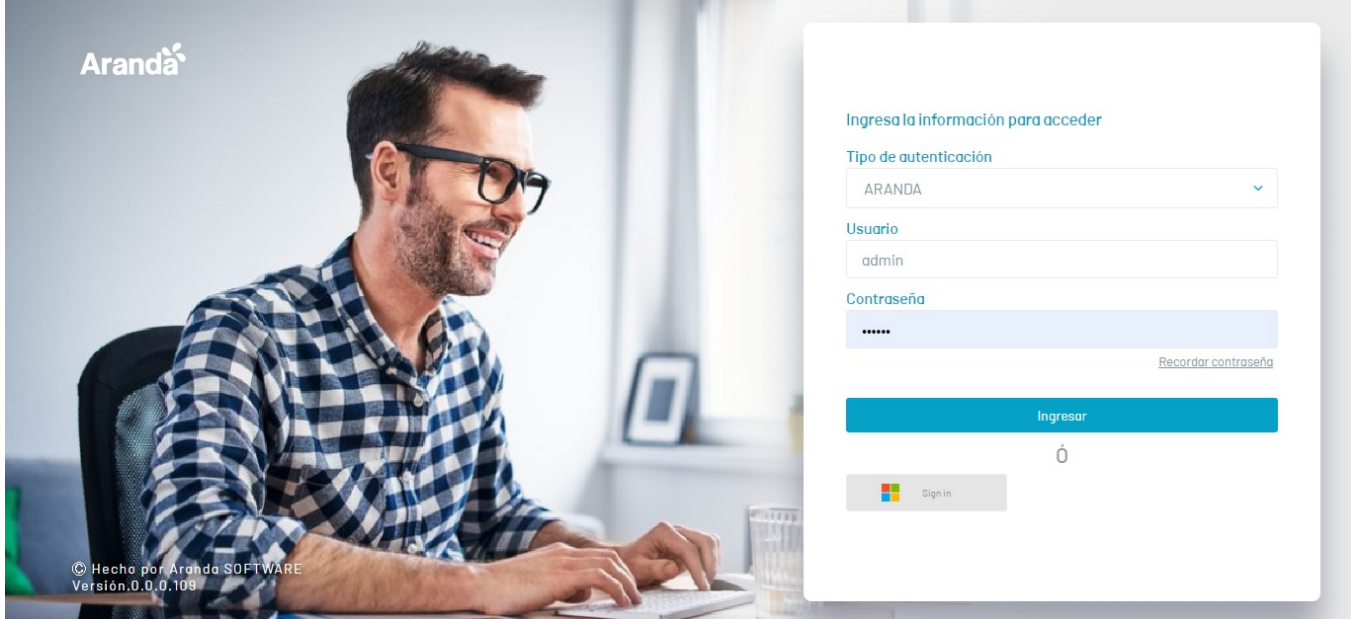 Aranda
Ingresa la información para acceder
Tipo de autenticación
ARANDA
Usuario
admin
Contraseña
••••••
Recordar contraseña
Ingresar
Ó
Sign in
© Hecho por Aranda SOFTWARE
Versión.0.0.0.109